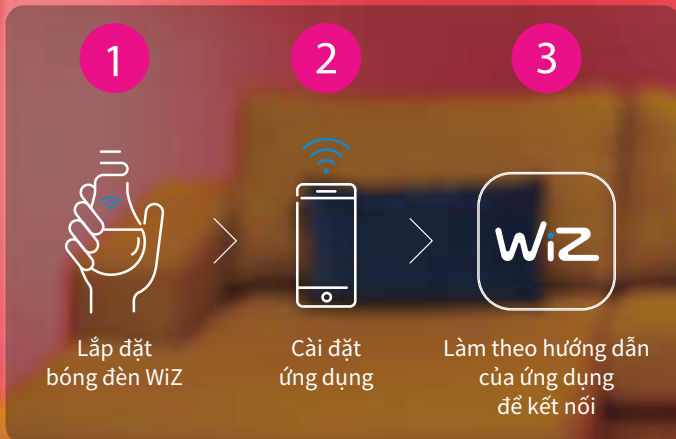 1
2
3
WiZ
Lắp đặt
bóng đèn WiZ
Cài đặt
ứng dụng
Làm theo hướng dẫn
của ứng dụng
để kết nối